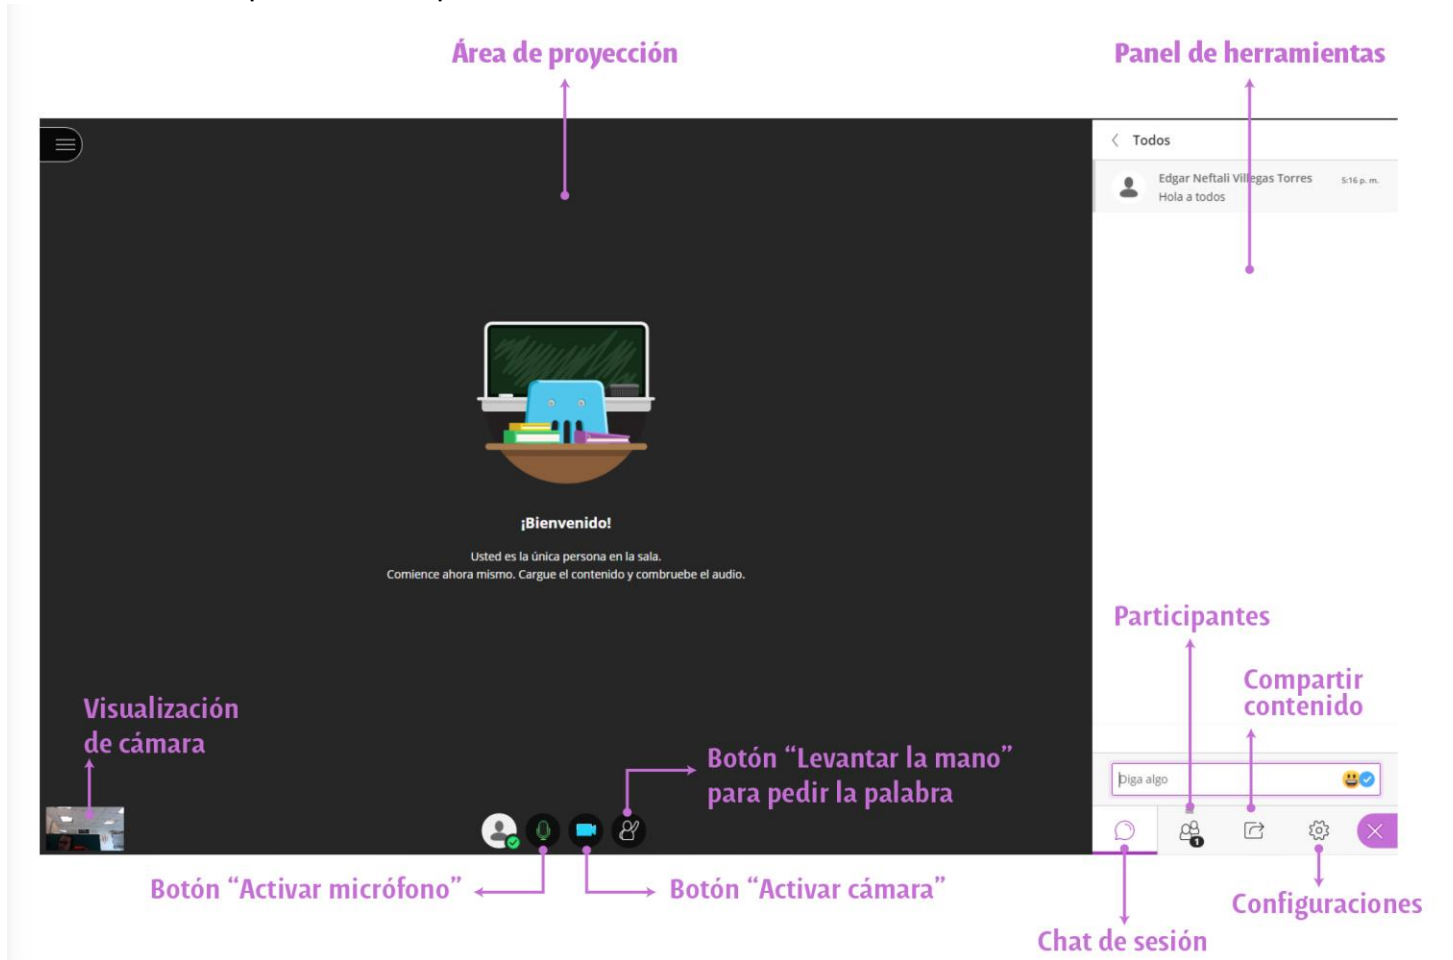 Área de proyección
Panel de herramientas
Todos
Edgar Neftali Villegas Torres
5:16 p. m.
Hola a todos
¡Bienvenido!
Usted es la única persona en la sala.
Comience ahora mismo. Cargue el contenido y combruebe el audio.
Participantes
Compartir
contenido
Visualización
de cámara
Botón “Levantar la mano”
para pedir la palabra
Diga algo
1
Botón “Activar micrófono”
Botón “Activar cámara”
Configuraciones
Chat de sesión